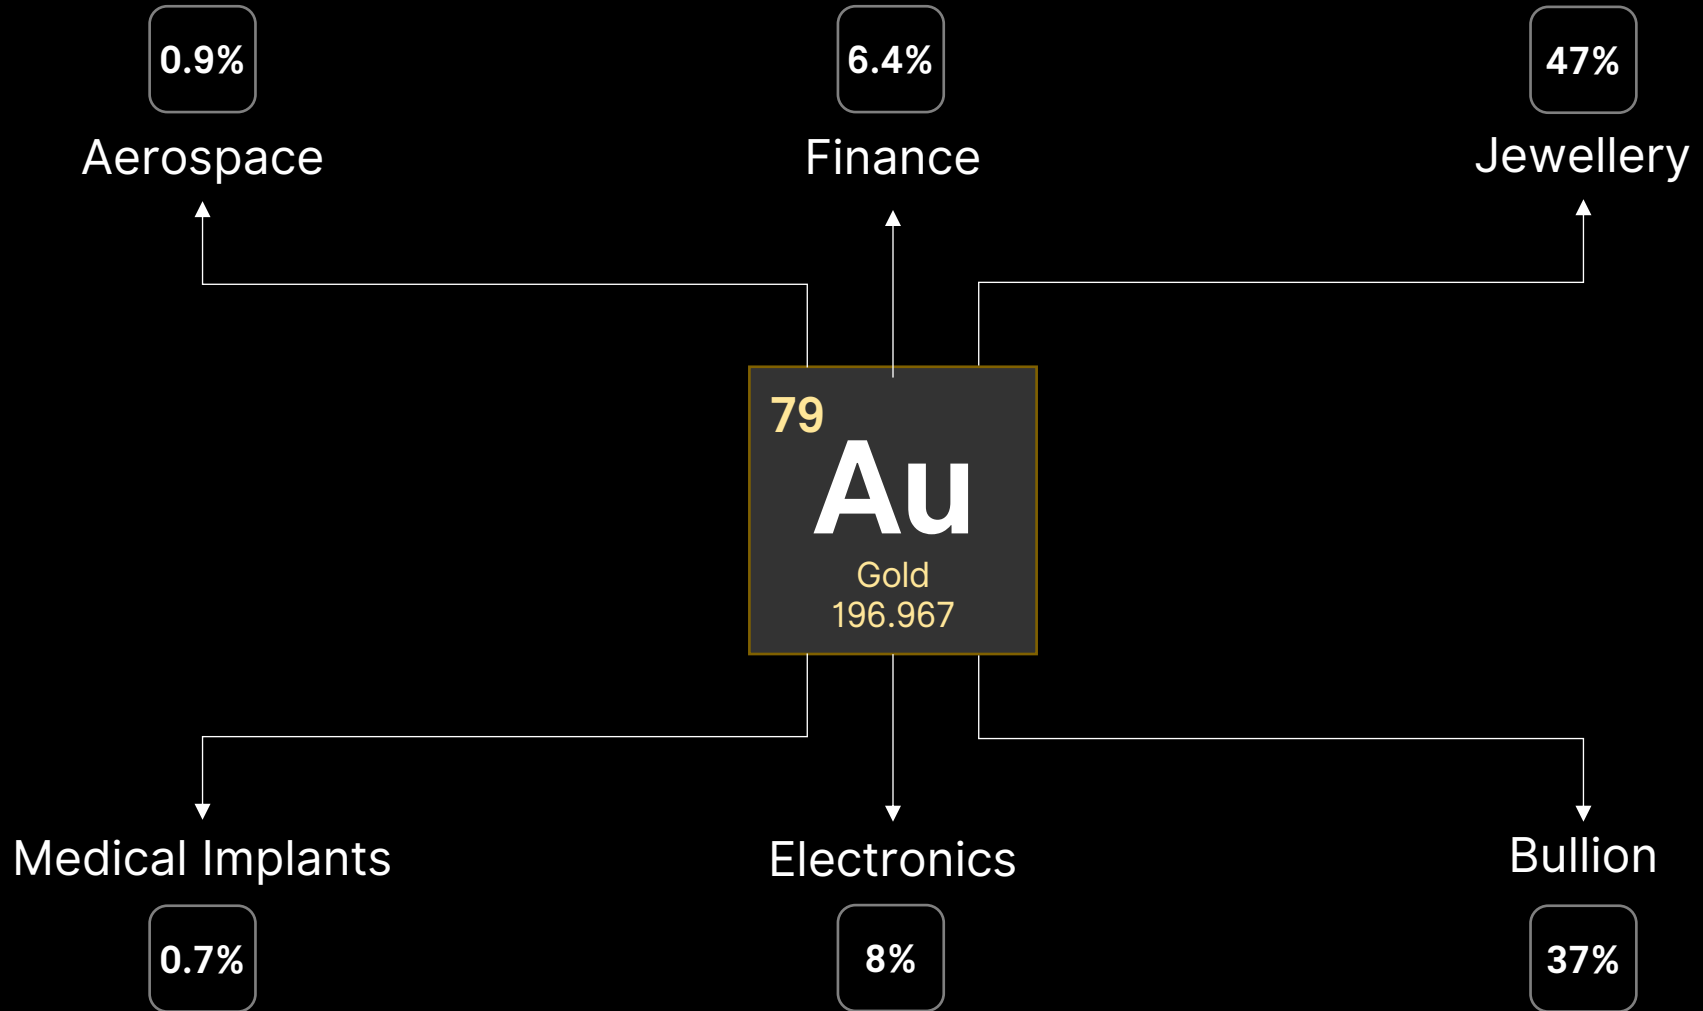 0.9%
6.4%
47%
Aerospace
Finance
Jewellery
79
Au
Gold
196.967
Medical Implants
Electronics
Bullion
0.7%
8%
37%